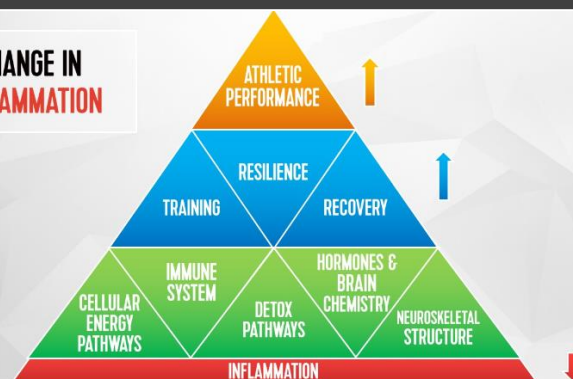 HANGE IN
AMMATION
ATHLETIC
PERFORMANCE
RESILIENCE
TRAINING
RECOVERY
IMMUNE
SYSTEM
HORMONES &
BRAIN
CHEMISTRY
CELLULAR
ENERGY
PATHWAYS
DETOX
PATHWAYS
NEUROSKELETAL
STRUCTURE
INFLAMMATION